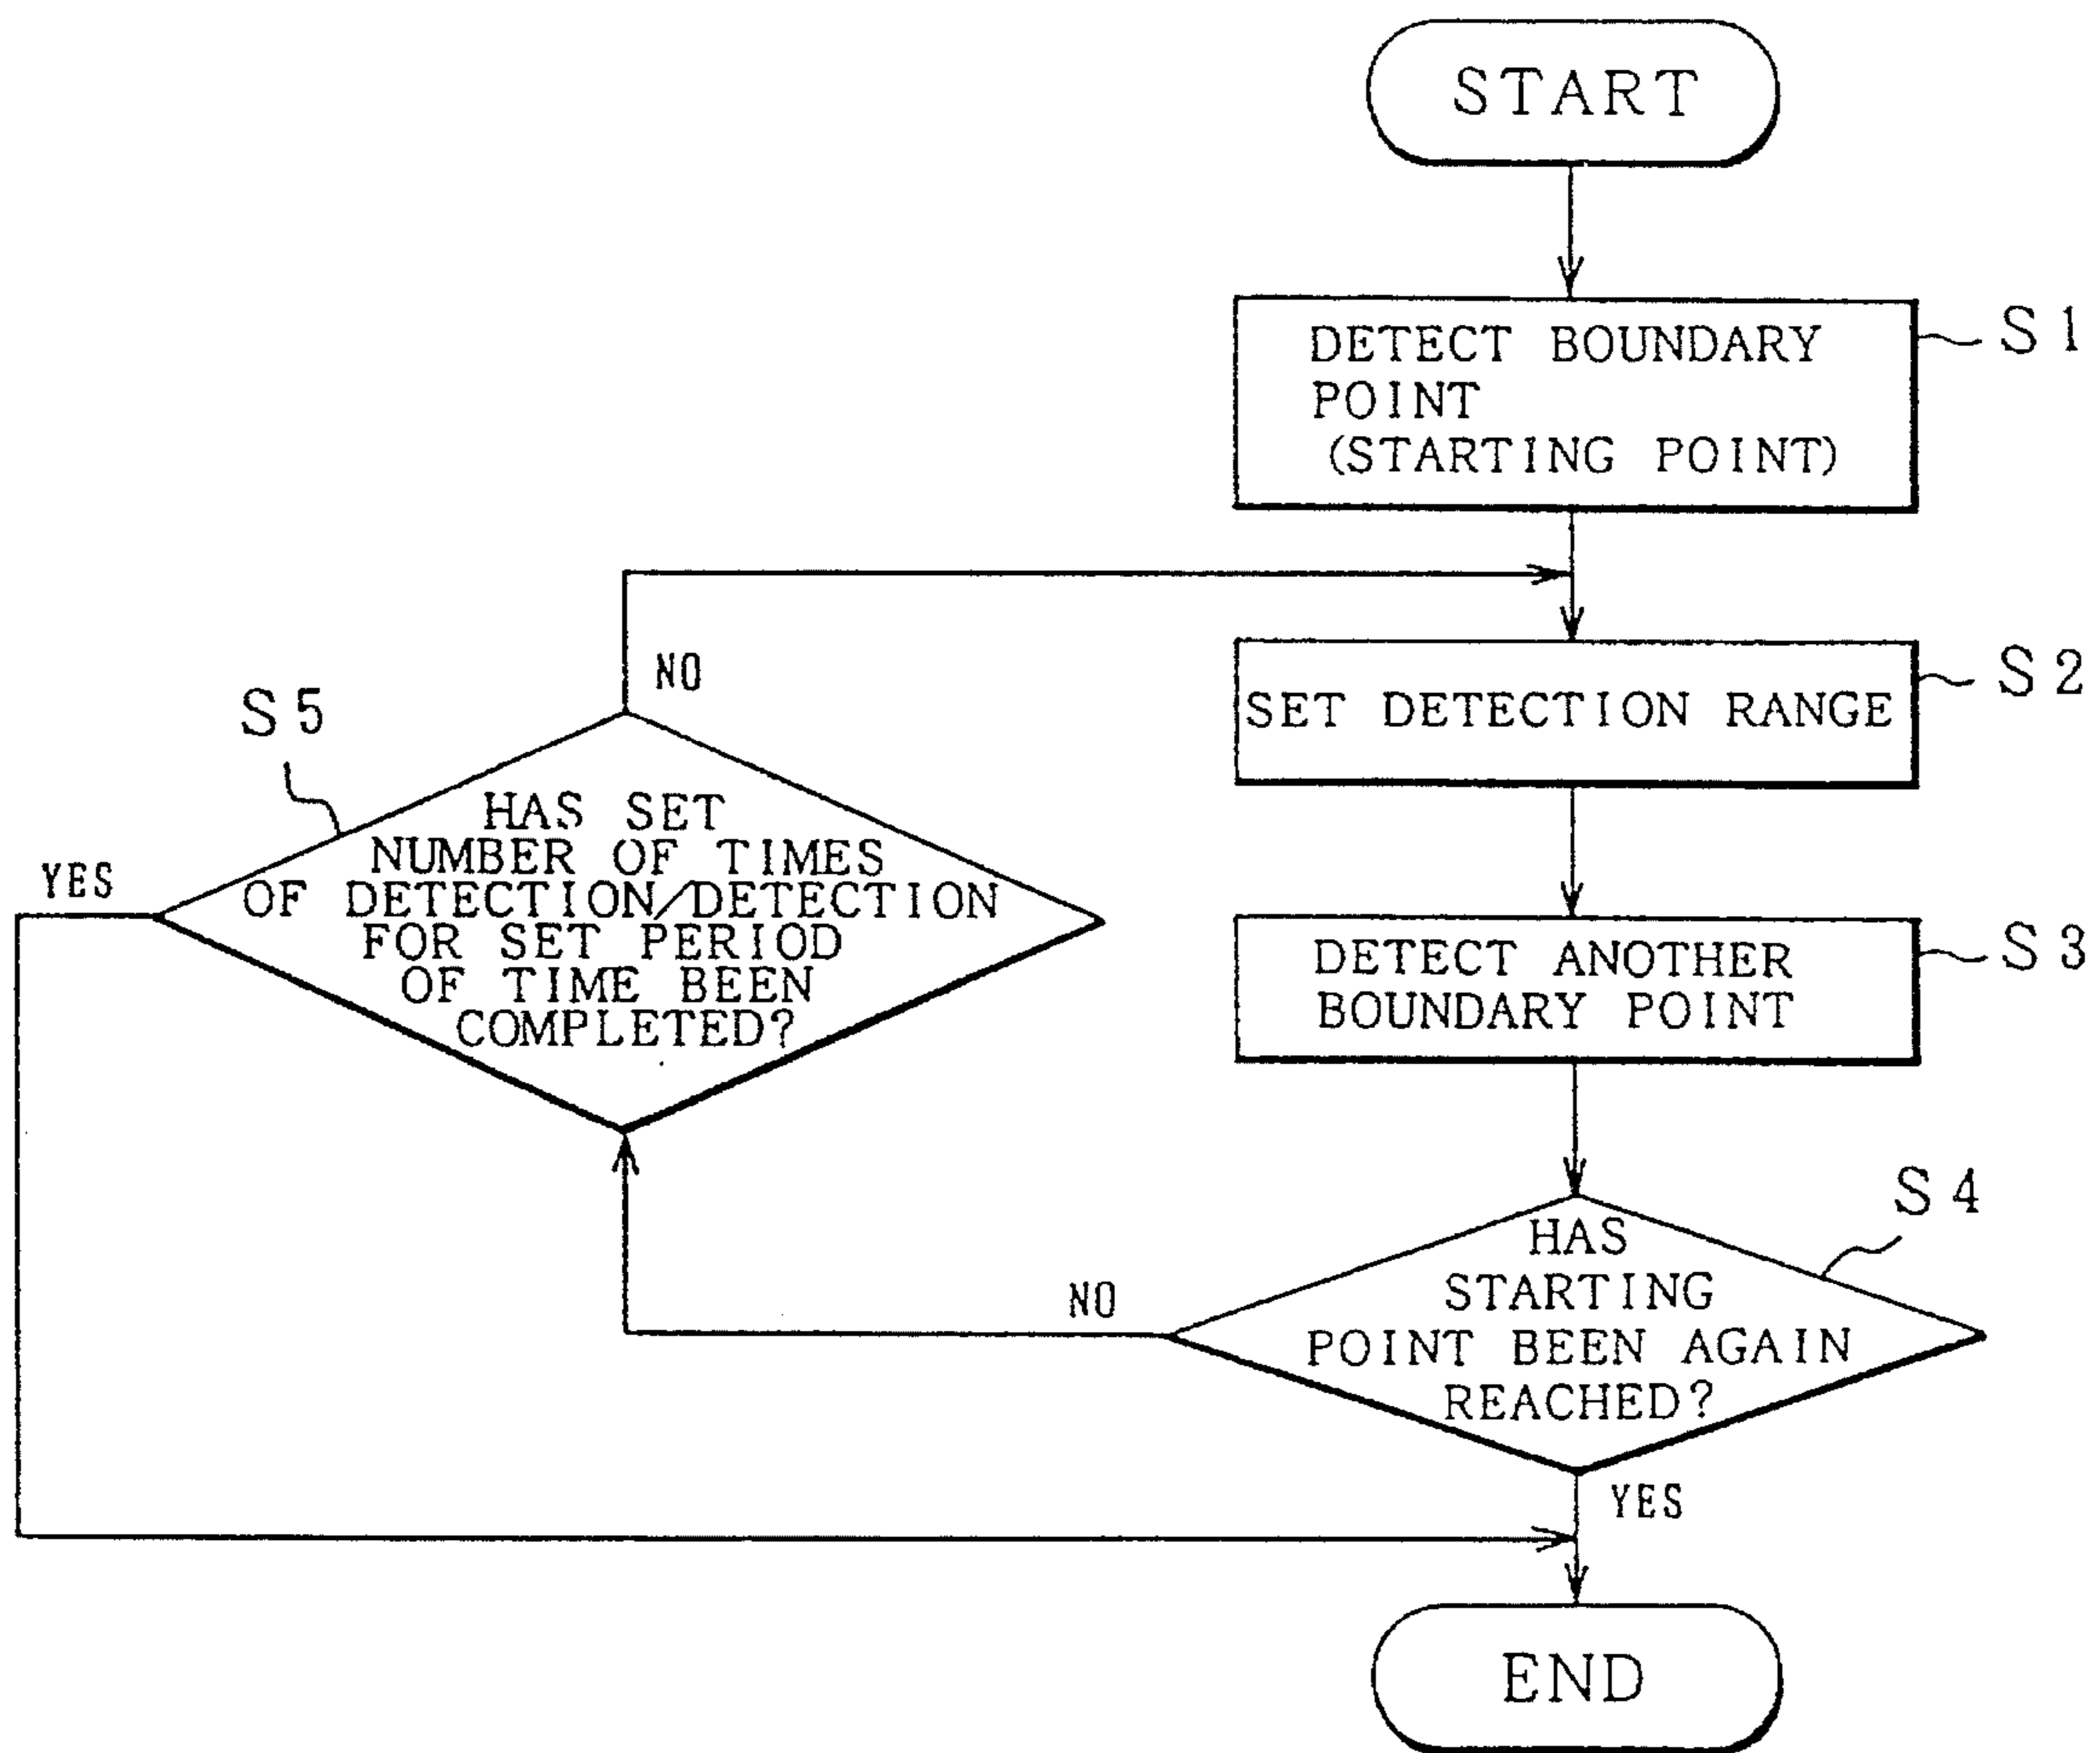 START
DETECT BOUNDARY
POINT
(STARTING POINT)
S1
NO
SET DETECTION RANGE
S2
S5
HAS SET
NUMBER OF TIMES
OF DETECTION/DETECTION
FOR SET PERIOD
OF TIME BEEN
COMPLETED?
YES
DETECT ANOTHER
BOUNDARY POINT
S3
S4
HAS
STARTING
POINT BEEN AGAIN
REACHED?
NO
YES
END